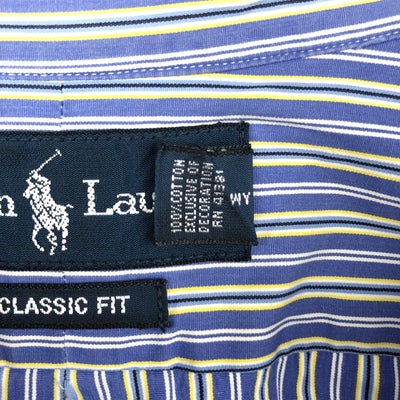 n Lau
WY
100% COTTON
EXCLUSIVE OF
DECORATION
RN 41381
CLASSIC FIT